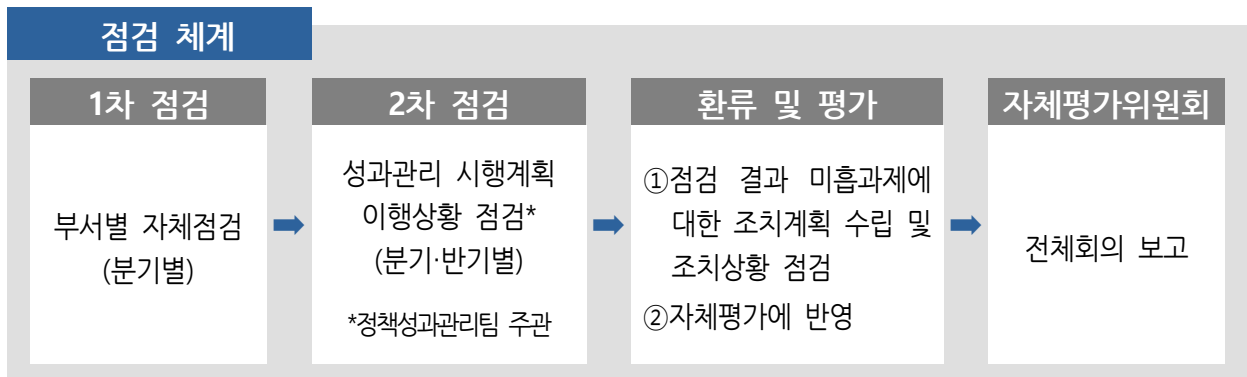 점검 체계
1차 점검
부서별 자체점검
(분기별)
2차 점검
성과관리 시행계획
이행상황 점검*
(분기·반기별)
*정책성과관리팀 주관
환류 및 평가
①점검 결과 미흡과제에
대한 조치계획 수립 및
조치상황 점검
②자체평가에 반영
자체평가위원회
전체회의 보고